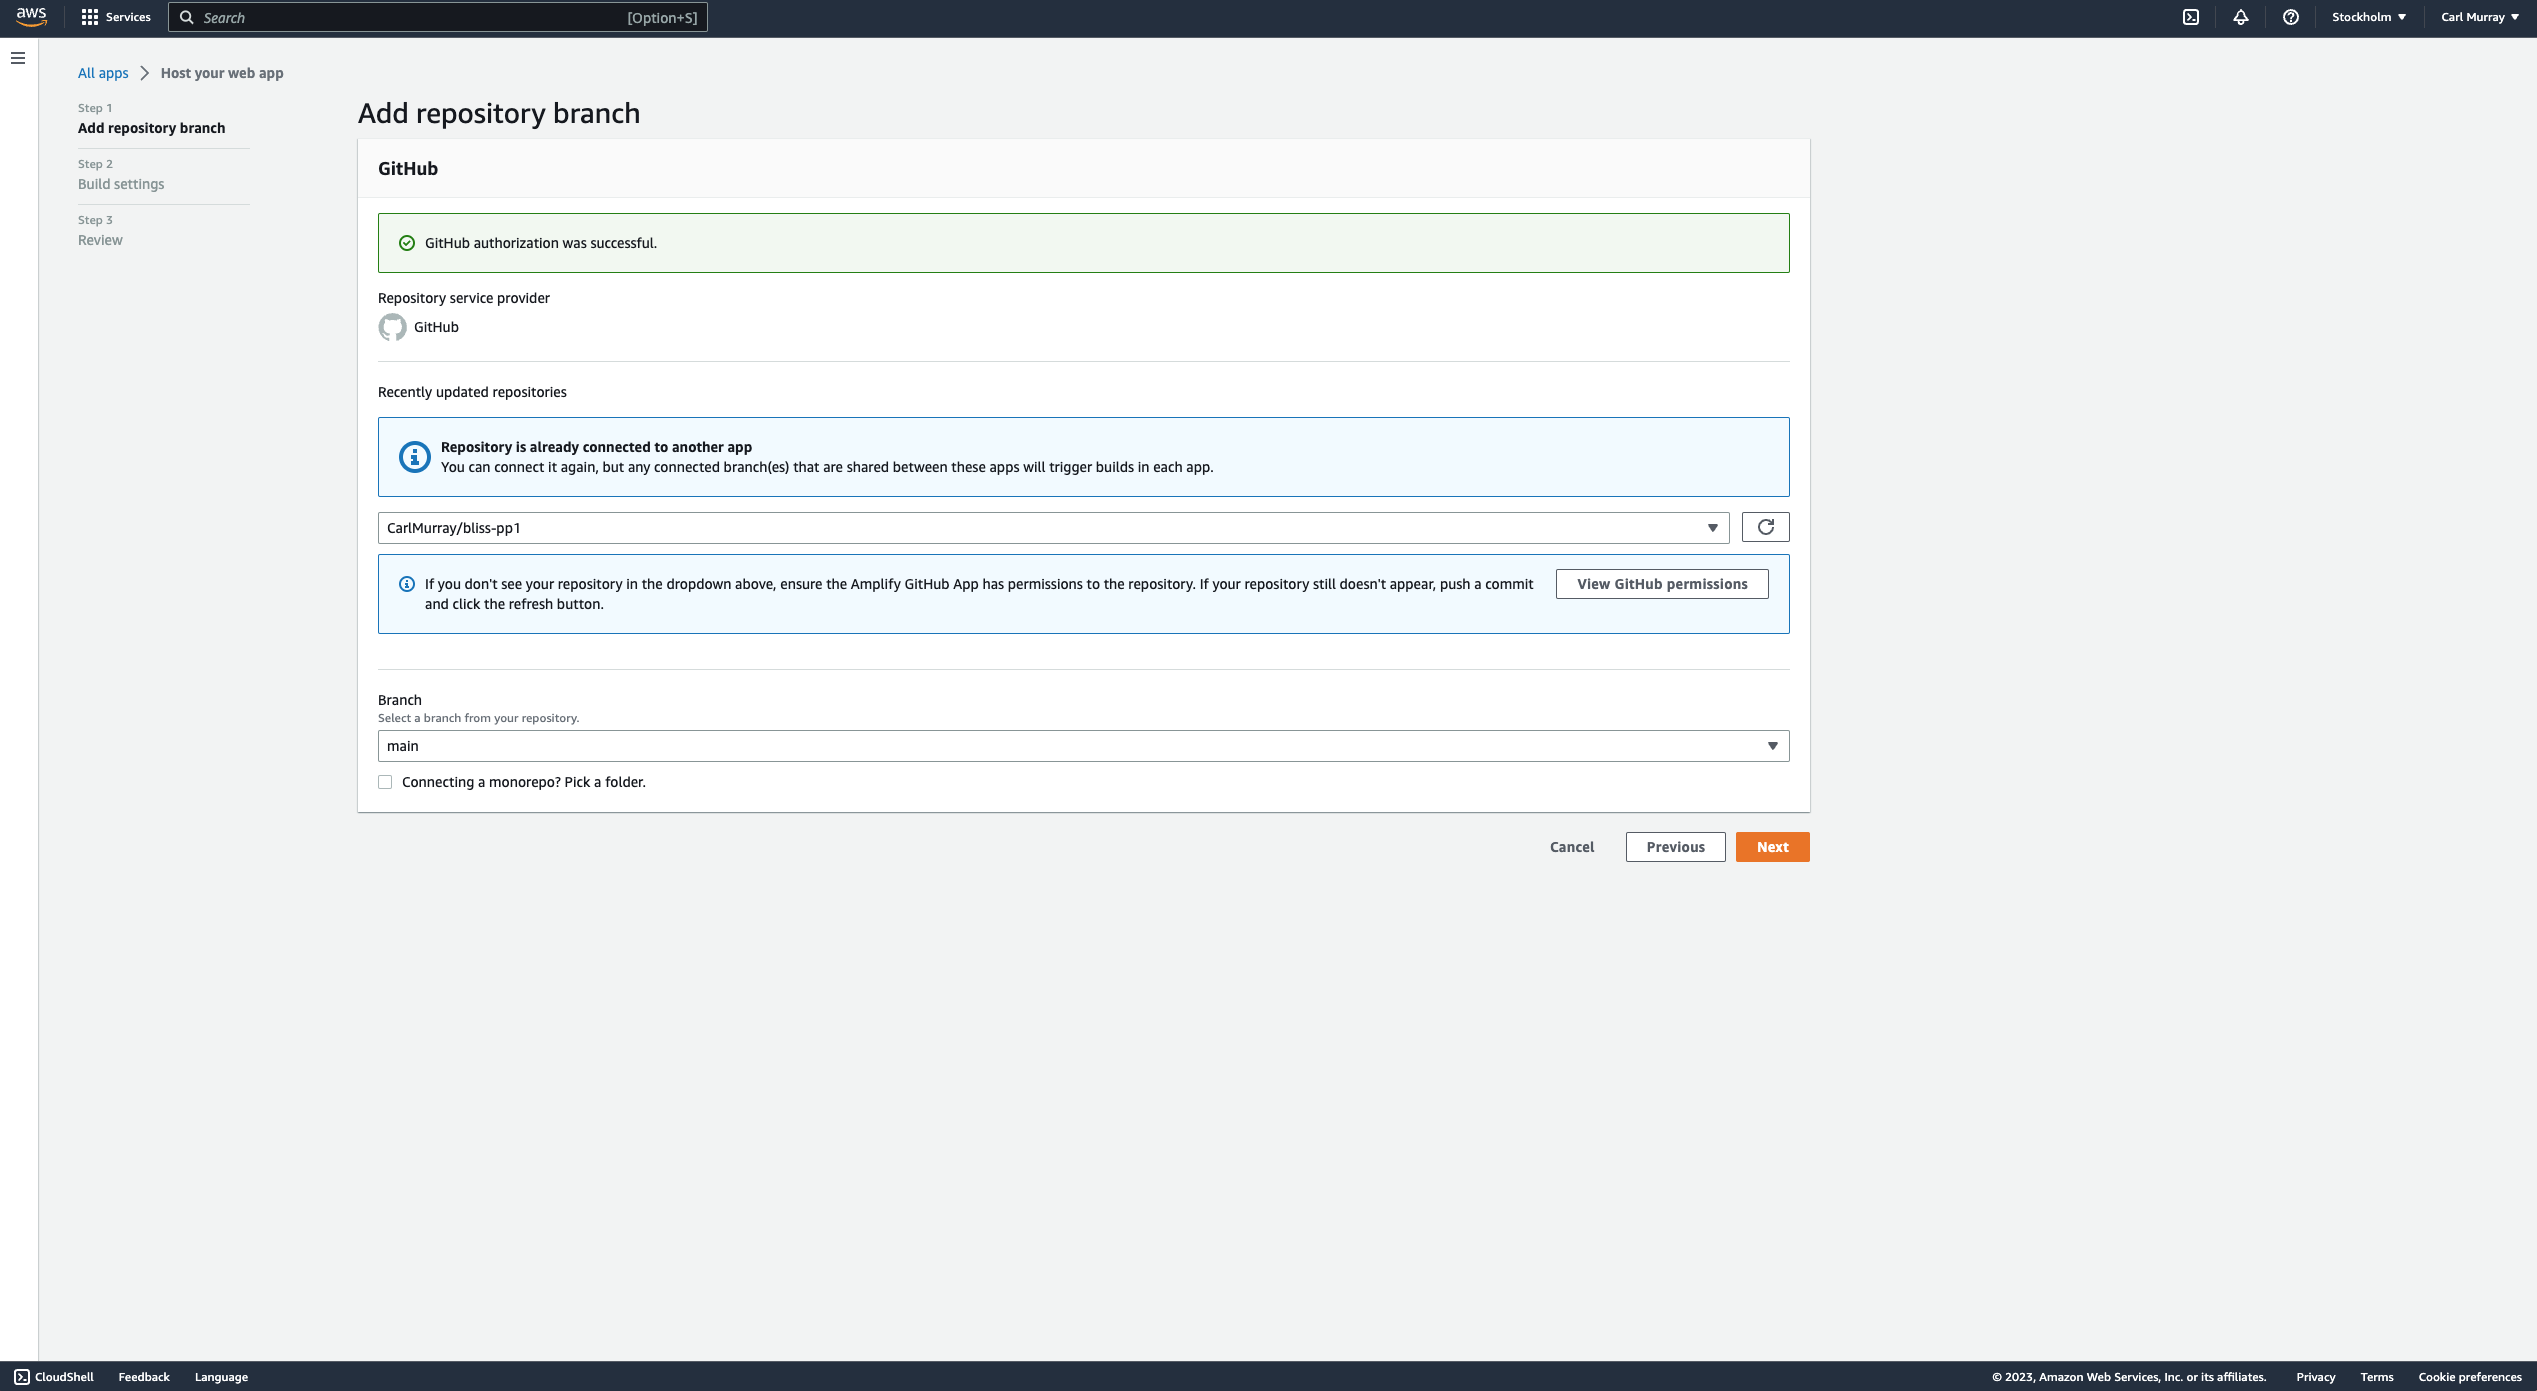 aws
Services
Search
[Option+S]
Stockholm
Carl Murray
All apps
Host your web app
Step 1
Add repository branch
Step 2
Build settings
Step 3
Review
Add repository branch
GitHub
GitHub authorization was successful.
Repository service provider
GitHub
Recently updated repositories
Repository is already connected to another app
You can connect it again, but any connected branch(es) that are shared between these apps will trigger builds in each app.
CarlMurray/bliss-pp1
If you don't see your repository in the dropdown above, ensure the Amplify GitHub App has permissions to the repository. If your repository still doesn't appear, push a commit
and click the refresh button.
View GitHub permissions
Branch
Select a branch from your repository.
main
Connecting a monorepo? Pick a folder.
Cancel
Previous
Next
CloudShell
Feedback
Language
© 2023, Amazon Web Services, Inc. or its affiliates.
Privacy
Terms
Cookie preferences